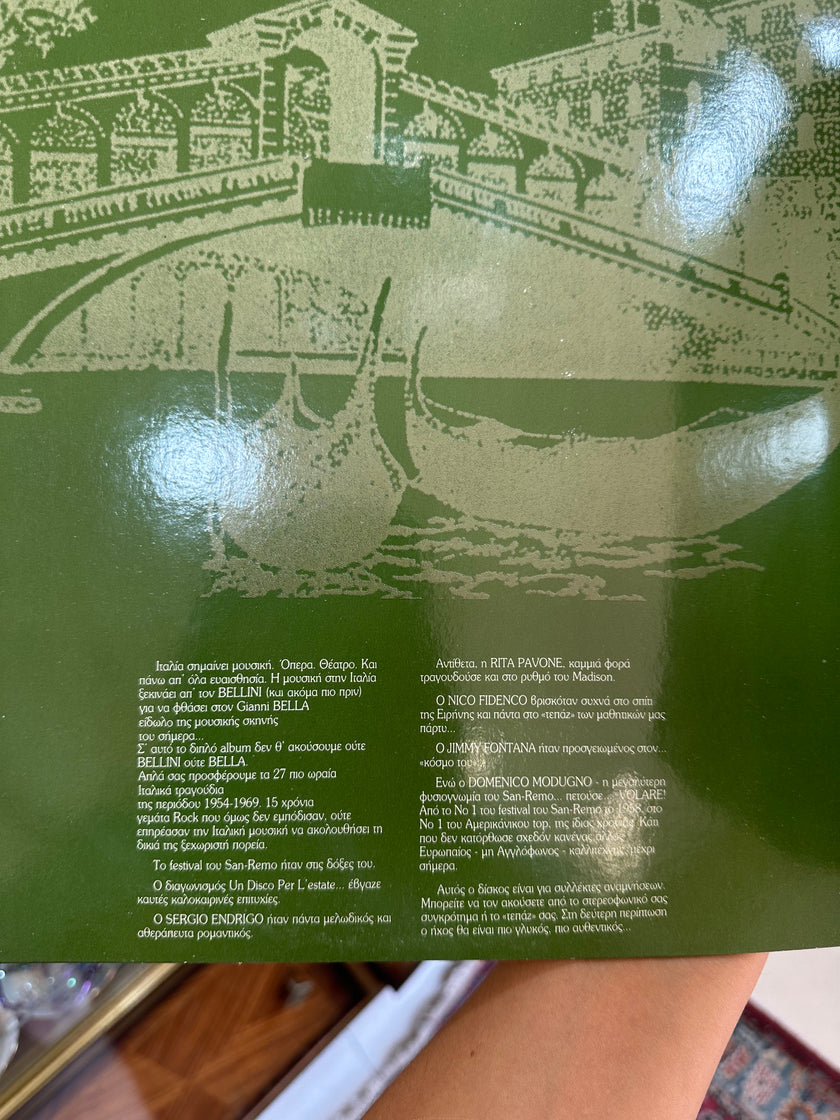 Ιταλία σημαίνει μουσική. Όπερα. Θέατρο. Και
πάνω απ' όλα ευαισθησία. Η μουσική στην Ιταλία
ξεκινάει απ' τον BELLINI (και ακόμα πιο πριν)
για να φθάσει στον Gianni BELLA
είδωλο της μουσικής σκηνής
του σήμερα...
Σ' αυτό το διπλό album δεν θ' ακούσουμε ούτε
BELLINI ούτε BELLA.
Απλά σας προσφέρουμε τα 27 πιο ωραία
Ιταλικά τραγούδια
της περιόδου 1954-1969. 15 χρόνια
γεμάτα Rock που όμως δεν εμπόδισαν, ούτε
επηρέασαν την Ιταλική μουσική να ακολουθήσει τη
δικιά της ξεχωριστή πορεία.
Το festival του San-Remo ήταν στις δόξες του.
Ο διαγωνισμός Un Disco Per L'estate... έβγαζε
καυτές καλοκαιρινές επιτυχίες.
Ο SERGIO ENDRIGO ήταν πάντα μελωδικός και
αθεράπευτα ρομαντικός.
Αντίθετα, η RITA PAVONE, καμμιά φορά
τραγουδούσε και στο ρυθμό του Madison.
Ο NICO FIDENCO βρισκόταν συχνά στο σπίτι
της Ειρήνης και πάντα στο «τεπάζ» των μαθητικών μας
πάρτυ...
Ο JIMMY FONTANA ήταν προσγειωμένος στον...
«κόσμο του»
Ενώ ο DOMENICO MODUGNO - η μεγαλύτερη
φυσιογνωμία του San-Remo... πετούσε... VOLARE!
Από το Νο 1 του festival του San-Remo το 1958, στο
Νο 1 του Αμερικάνικου top, της ίδιας χρονιάς. Κάτι
που δεν κατόρθωσε σχεδόν κανένας άλλος
Ευρωπαίος - μη Αγγλόφωνος - καλλιτέχνης, μέχρι
σήμερα.
Αυτός ο δίσκος είναι για συλλέκτες αναμνήσεων.
Μπορείτε να τον ακούσετε από το στερεοφωνικό σας
συγκρότημα ή το «τεπάζ» σας. Στη δεύτερη περίπτωση
ο ήχος θα είναι πιο γλυκός, πιο αυθεντικός...